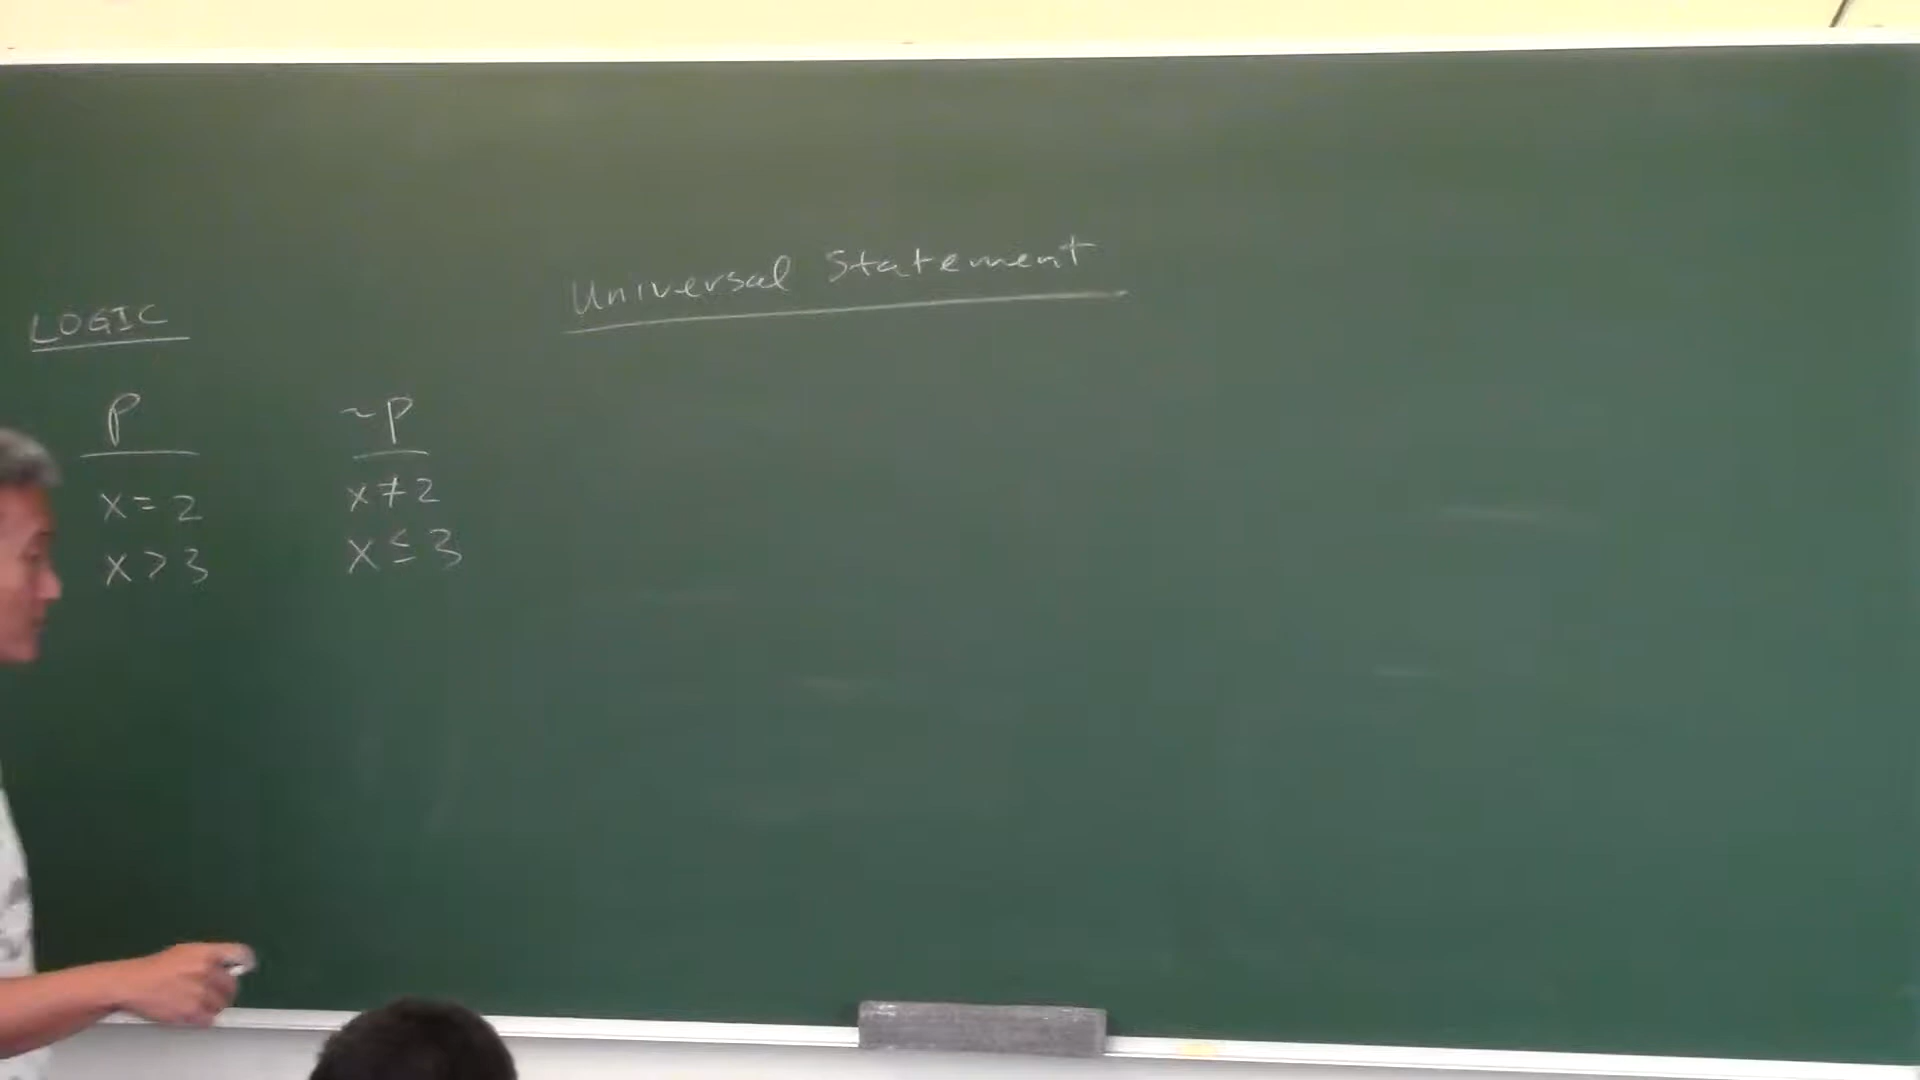 Universal Statement
LOGIC
P ~P
x = 2 x ≠ 2
x > 3 x ≤ 3